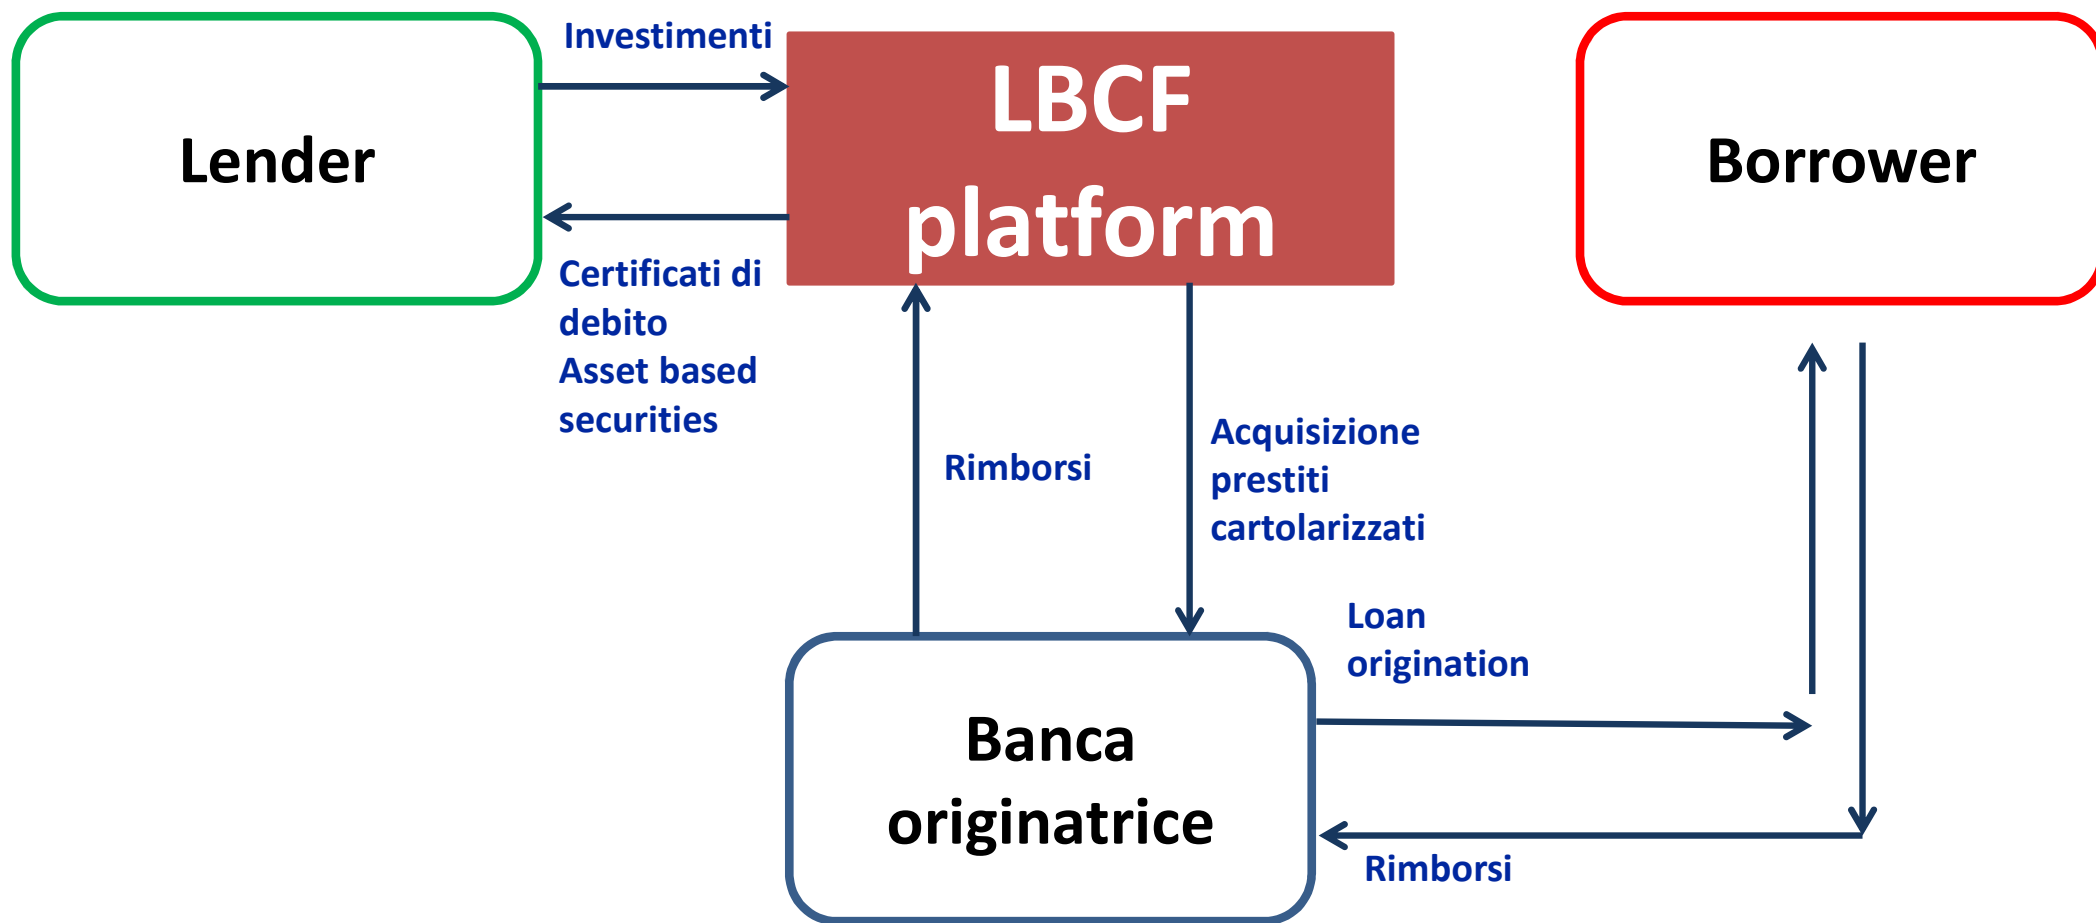 Investimenti
Lender
LBCF
platform
Borrower
Certificati di
debito
Asset based
securities
Rimborsi
Acquisizione
prestiti
cartolarizzati
Loan
origination
Banca
originatrice
Rimborsi